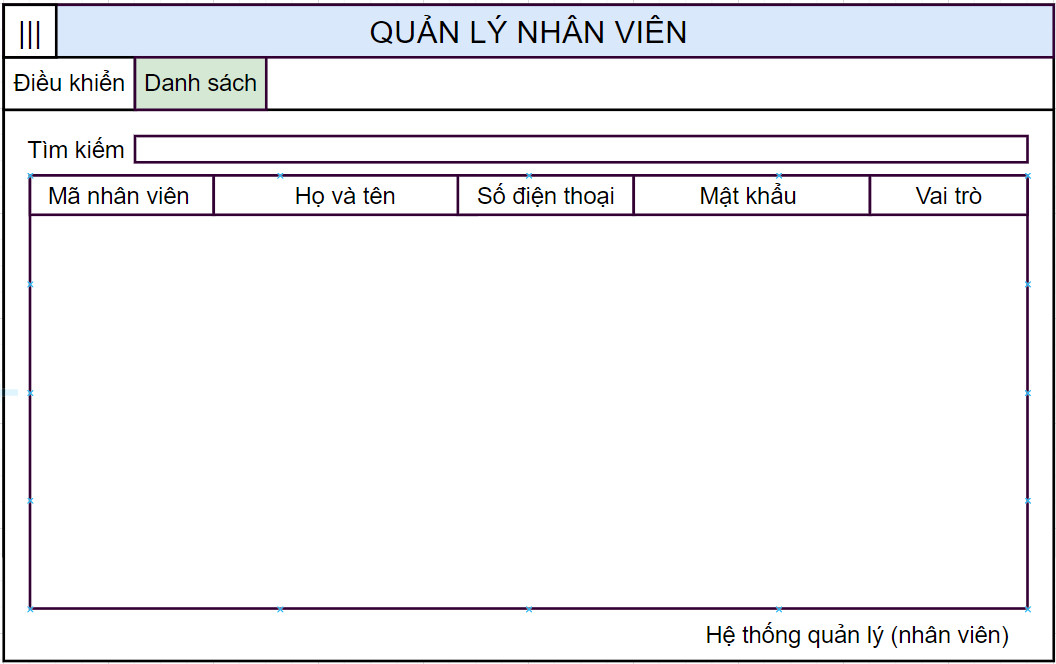 ||| QUẢN LÝ NHÂN VIÊN
Điều khiển Danh sách
Tìm kiếm
Mã nhân viên Họ và tên Số điện thoại Mật khẩu Vai trò
Hệ thống quản lý (nhân viên)